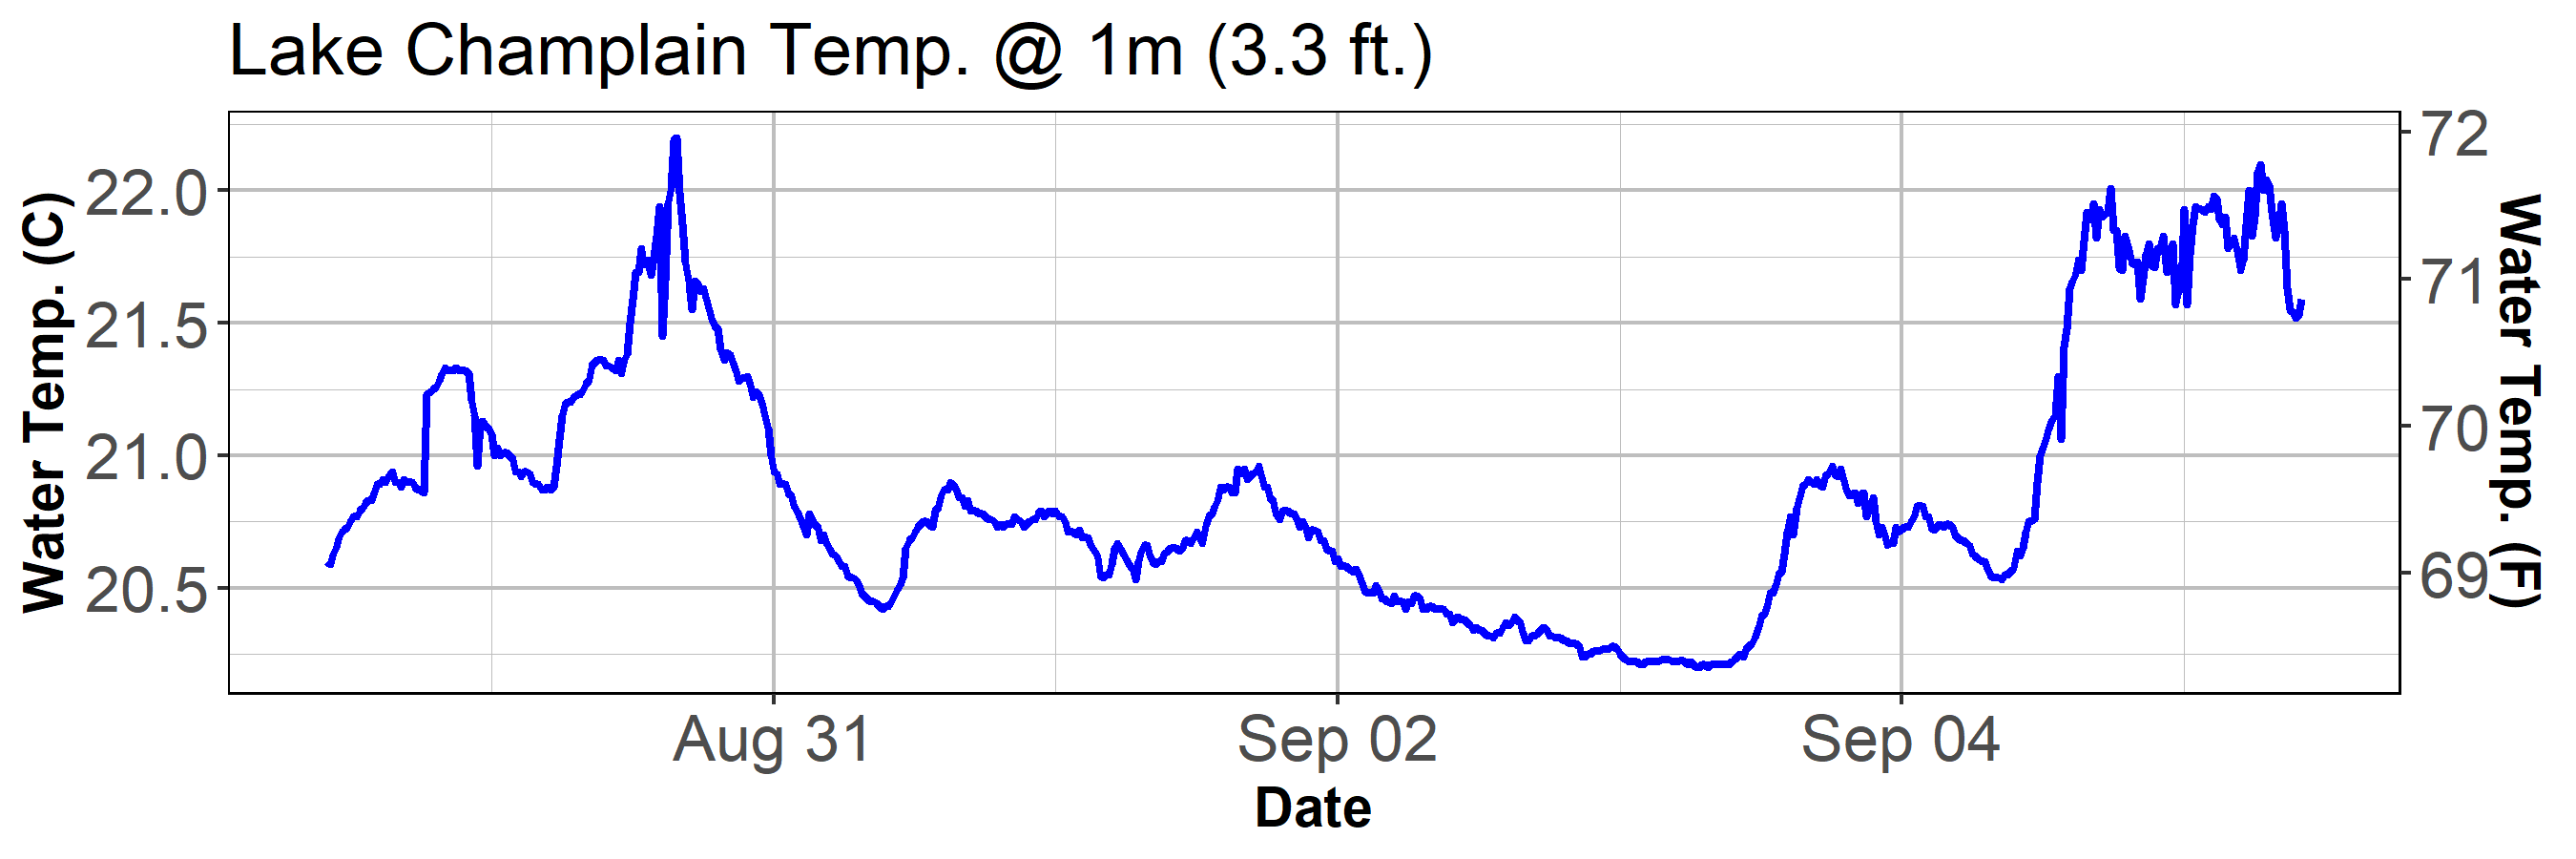 Lake Champlain Temp. @ 1m (3.3 ft.)
Water Temp. (C)
22.0
21.5
21.0
20.5
72
71
70
69
Water Temp. (F)
Aug 31 Sep 02 Sep 04
Date